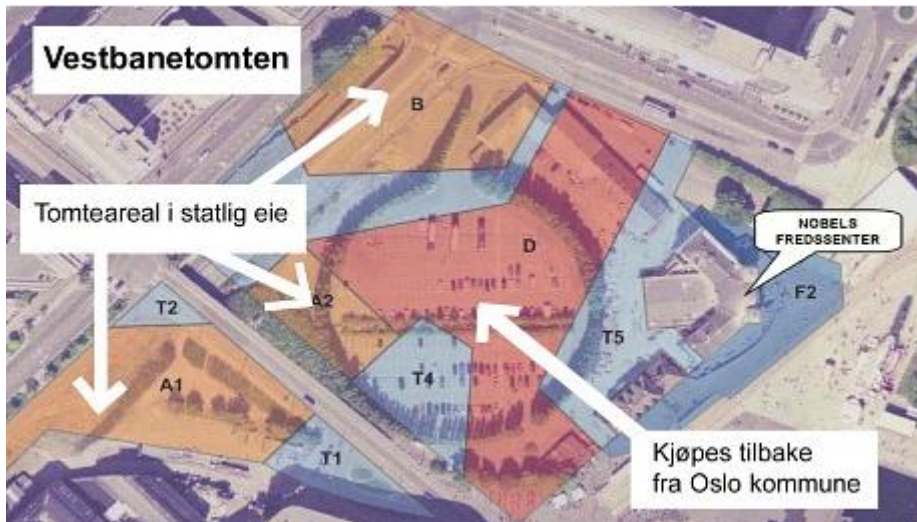 Vestbanetomten
B
Tomteareal i statlig eie
NOBELS
FREDSSENTER
D
A2
F2
T2
T5
T4
A1
T1
Kjøpes tilbake
fra Oslo kommune